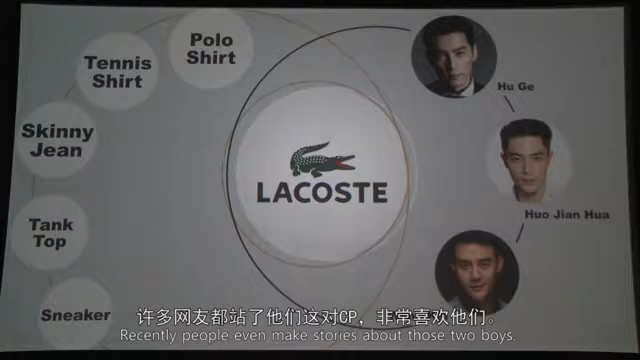 Polo
Shirt
Tennis
Shirt
Skinny
Jean
Tank
Top
Sneaker
LACOSTE
Hu Ge
Huo Jian Hua
许多网友都站了他们这对CP，非常喜欢他们。
Recently people even make stories about those two boys.